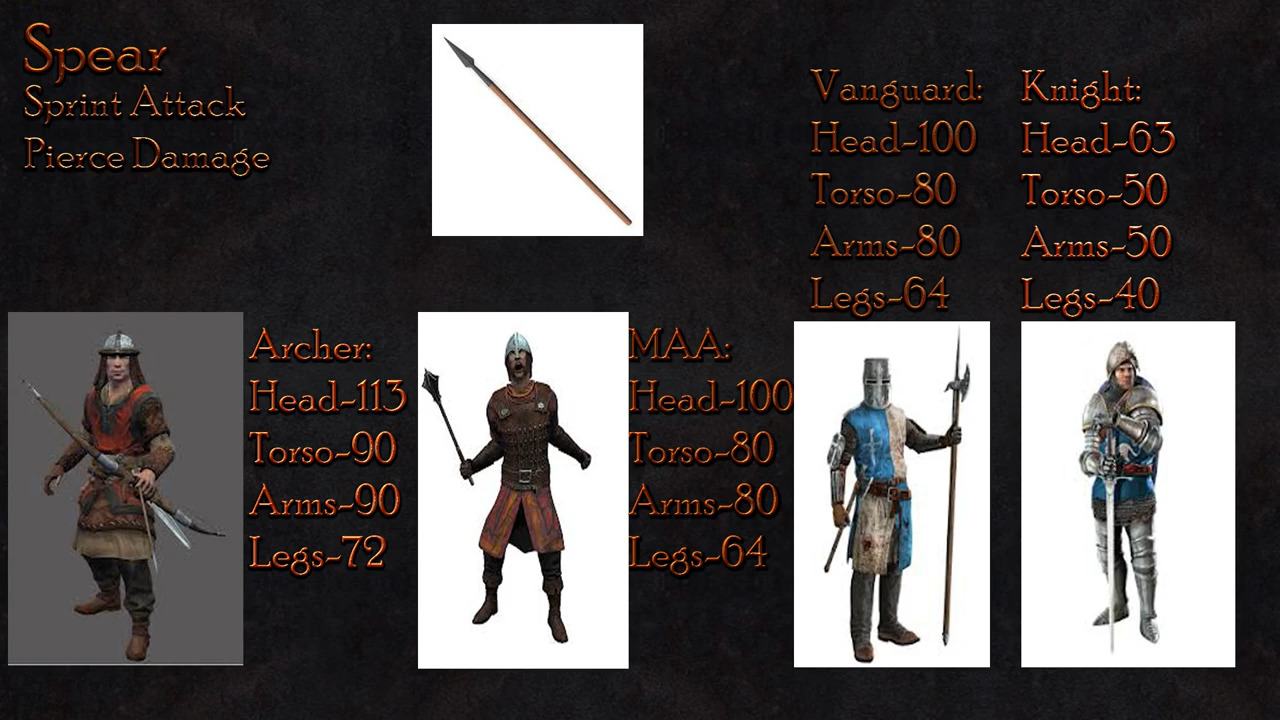 Spear
Sprint Attack
Pierce Damage
Vanguard:
Head-100
Torso-80
Arms-80
Legs-64
Knight:
Head-63
Torso-50
Arms-50
Legs-40
Archer:
Head-113
Torso-90
Arms-90
Legs-72
MAA:
Head-100
Torso-80
Arms-80
Legs-64